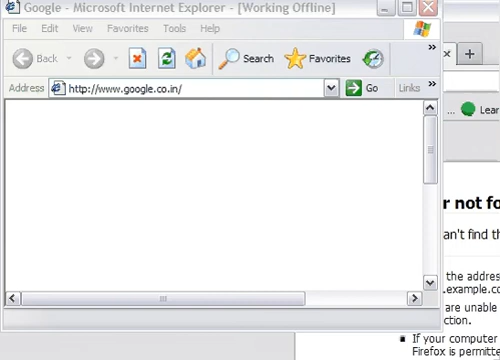 Google - Microsoft Internet Explorer - [Working Offline]
File Edit View Favorites Tools Help
Back Search Favorites »
Address http://www.google.co.in/ Go Links »
... Lear
r not fo
an't find th
the addres
.example.co
are unable
ction.
If your computer
Firefox is permitte